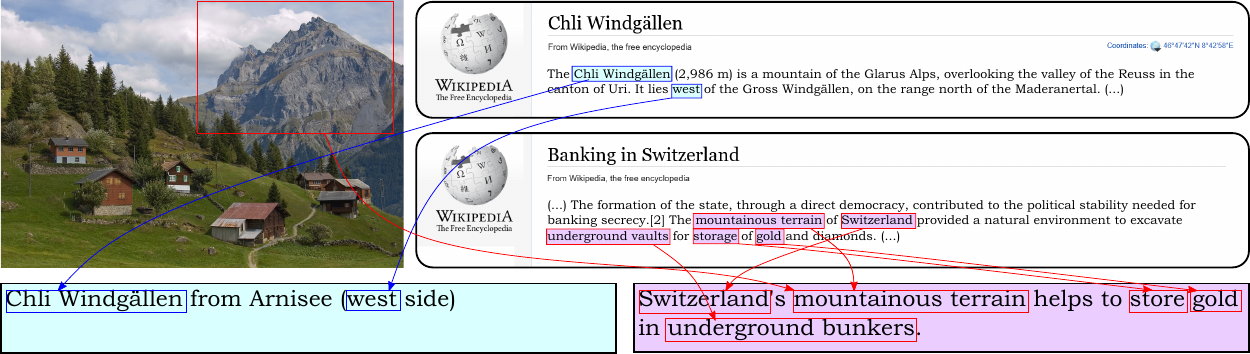 Chli Windgällen
From Wikipedia, the free encyclopedia
Coordinates: 46°47′42″N 8°42′58″E
The Chli Windgällen (2,986 m) is a mountain of the Glarus Alps, overlooking the valley of the Reuss in the
canton of Uri. It lies west of the Gross Windgällen, on the range north of the Maderanertal. (...)
WIKIPEDIA
The Free Encyclopedia
Banking in Switzerland
From Wikipedia, the free encyclopedia
(...) The formation of the state, through a direct democracy, contributed to the political stability needed for
banking secrecy.[2] The mountainous terrain of Switzerland provided a natural environment to excavate
underground vaults for storage of gold and diamonds. (...)
WIKIPEDIA
The Free Encyclopedia
Chli Windgällen from Arnisee (west side)
Switzerland's mountainous terrain helps to store gold
in underground bunkers.